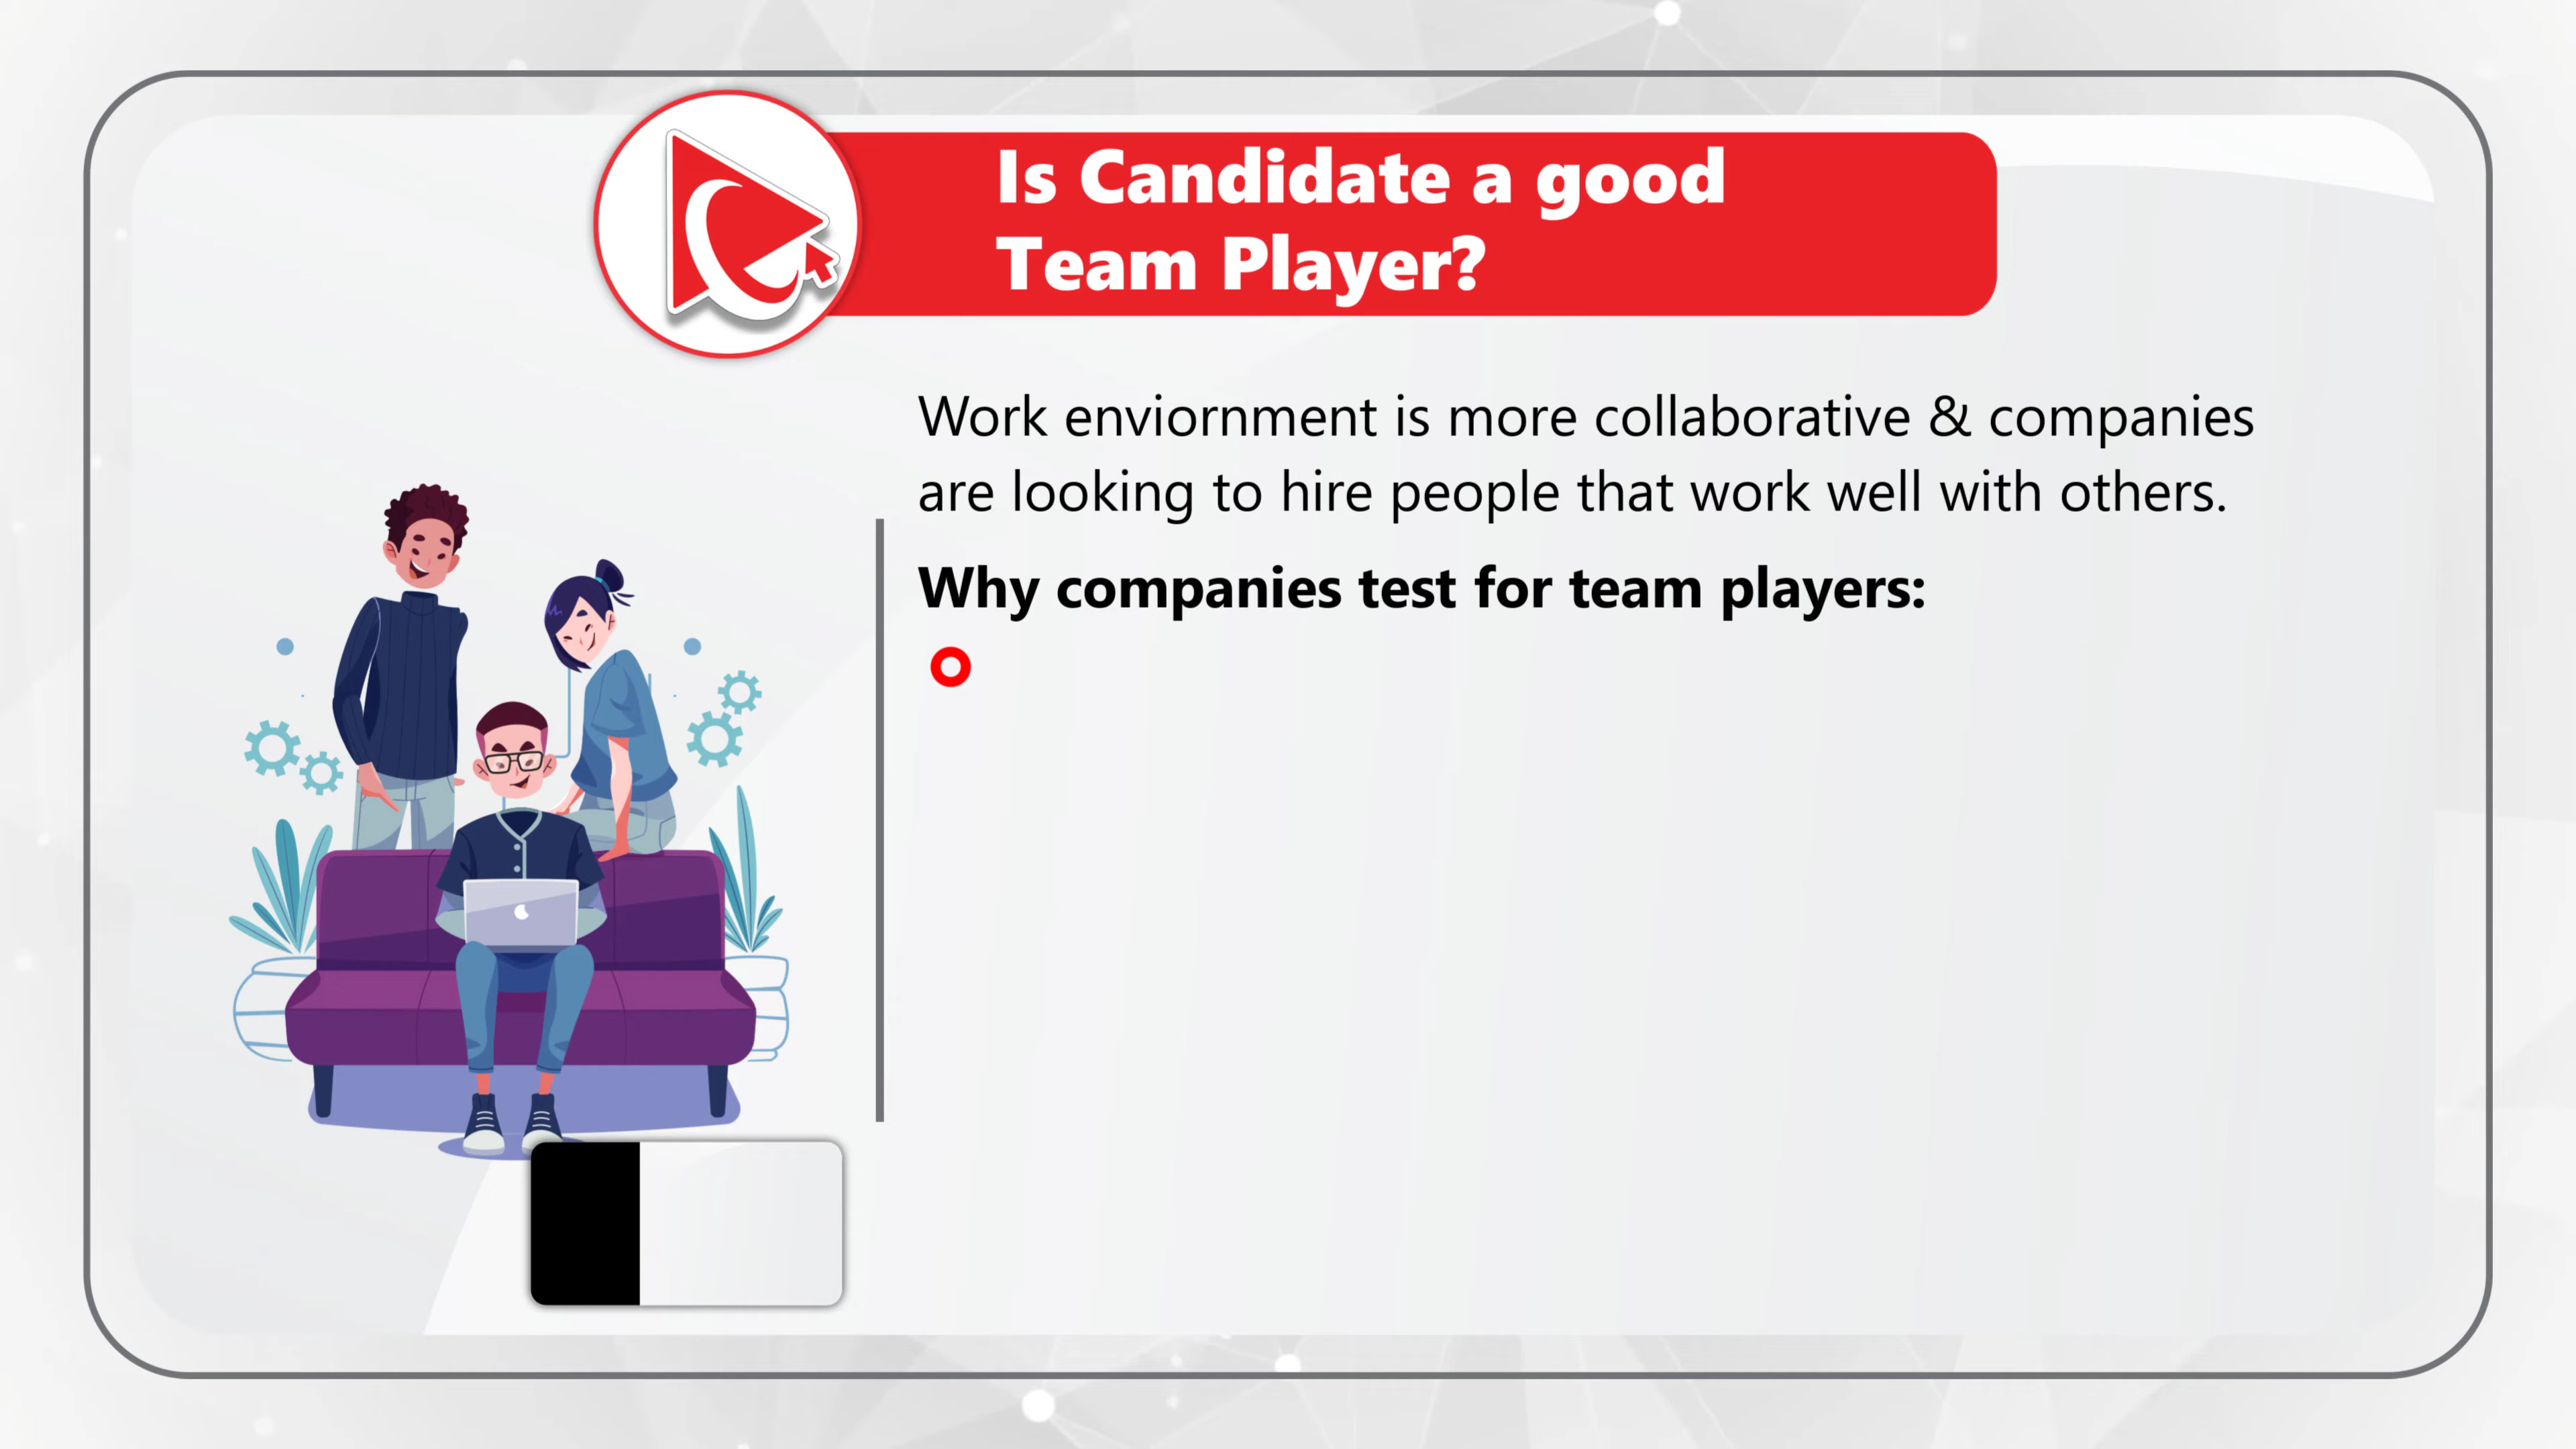 Is Candidate a good
Team Player?
Work enviornment is more collaborative & companies
are looking to hire people that work well with others.
Why companies test for team players: